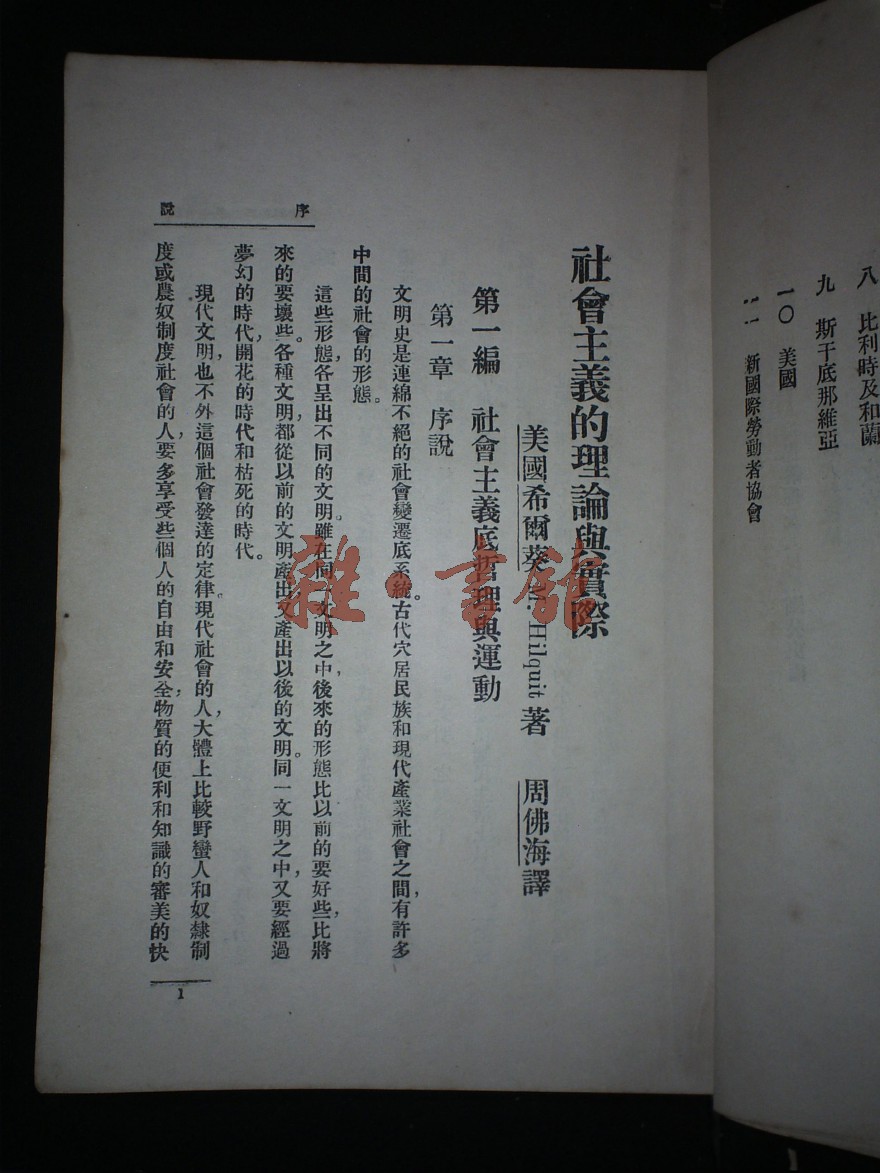 八 比利時及和蘭
九 斯干底那維亞
一〇 美國
一一 新國際勞動者協會
社會主義的理論與實際
美國希爾葵 Hilquit 著 周佛海譯
第一編 社會主義底哲理與運動
第一章 序說
文明史是連綿不絕的社會變遷底系統。古代穴居民族和現代產業社會之間,有許多
中間的社會的形態。
這些形態,各呈出不同的文明。雖在同一文明之中,後來的形態比以前的要好些,比將
來的要壞些。各種文明,都從以前的文明產出,又產出以後的文明。同一文明之中,又要經過
夢幻的時代,開花的時代和枯死的時代。
現代文明,也不外這個社會發達的定律。現代社會的人,大體上比較野蠻人和奴隸制
度或農奴制度社會的人,要多享受些個人的自由和安全,物質的便利和知識的審美的快
序說
1
雜·書館